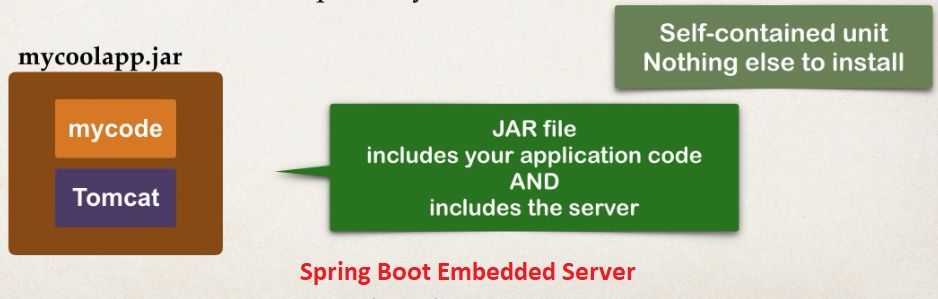 Self-contained unit
Nothing else to install
mycoolapp.jar
mycode
Tomcat
JAR file
includes your application code
AND
includes the server
Spring Boot Embedded Server